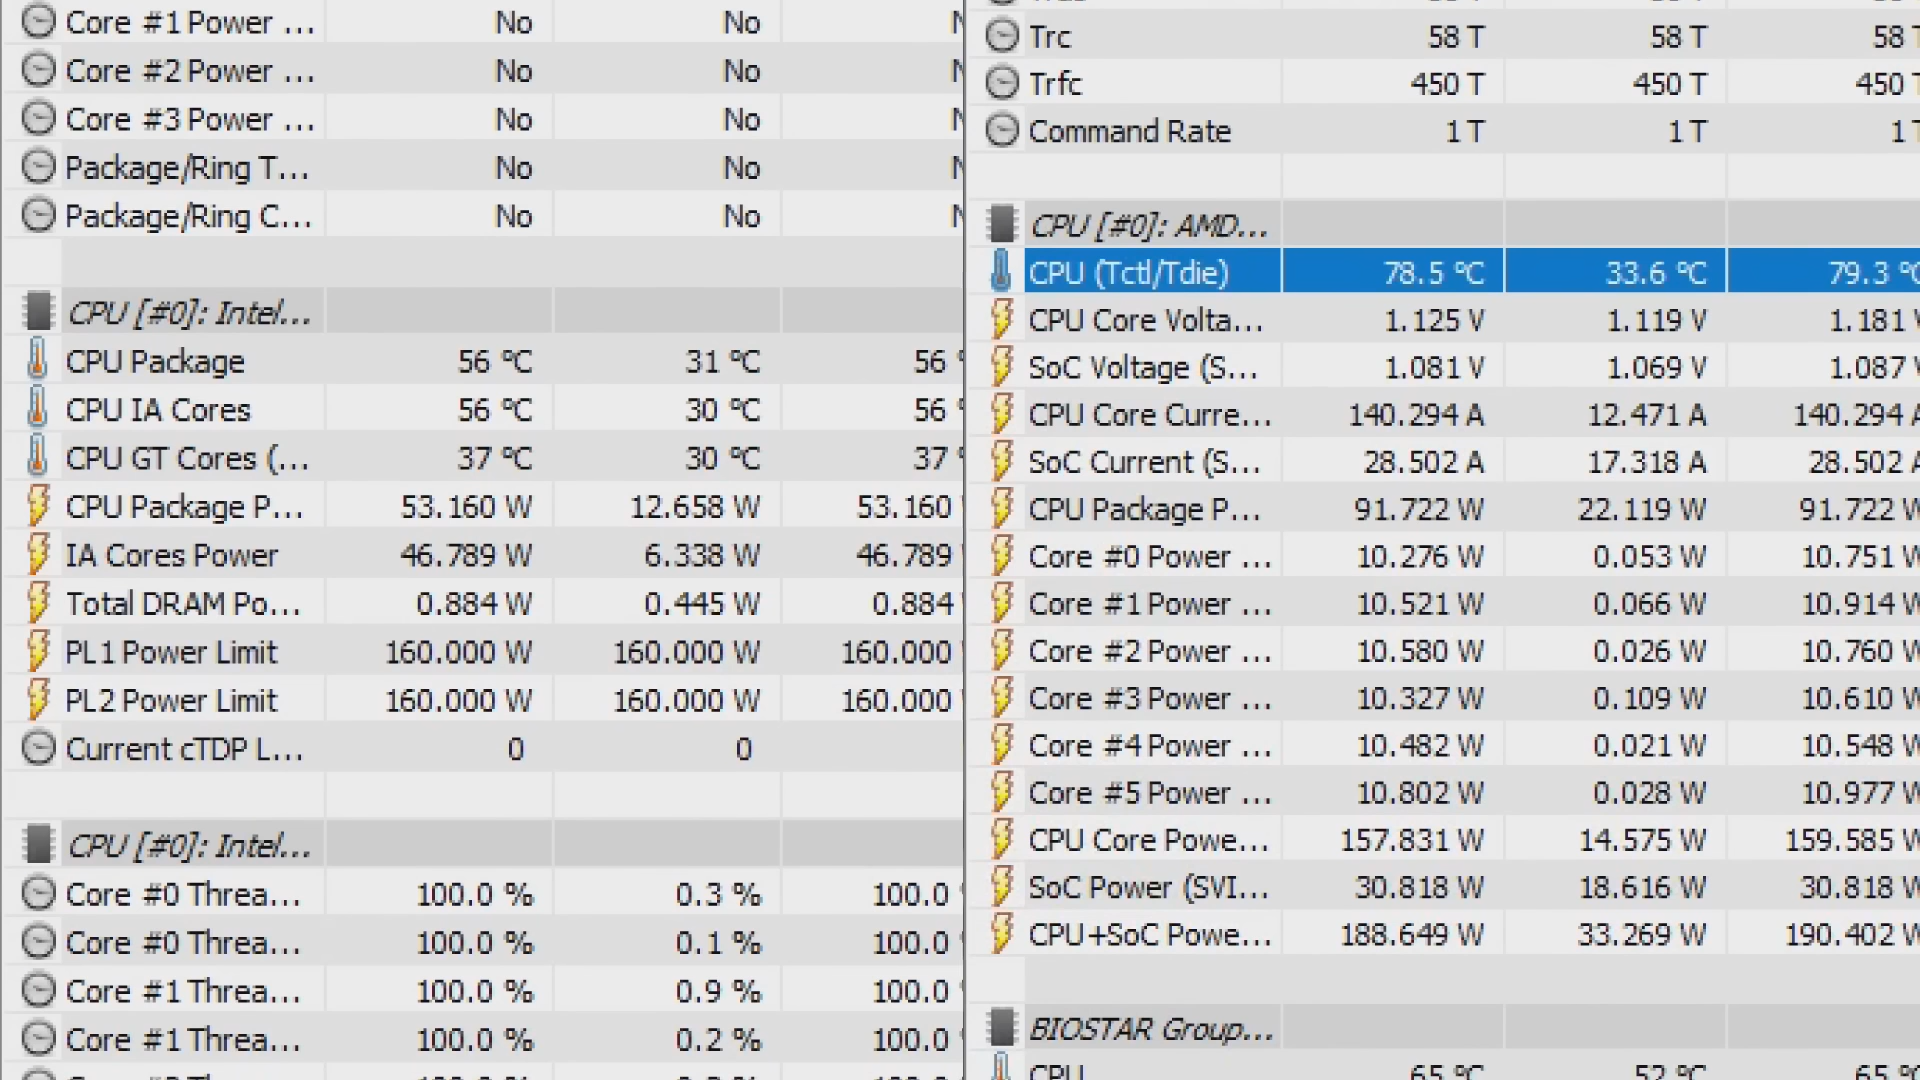 Core #1 Power ... No No
Core #2 Power ... No No
Core #3 Power ... No No
Package/Ring T... No No
Package/Ring C... No No
CPU [#0]: Intel...
CPU Package 56 °C 31 °C 56
CPU IA Cores 56 °C 30 °C 56
CPU GT Cores (... 37 °C 30 °C 37
CPU Package P... 53.160 W 12.658 W 53.160
IA Cores Power 46.789 W 6.338 W 46.789
Total DRAM Po... 0.884 W 0.445 W 0.884
PL1 Power Limit 160.000 W 160.000 W 160.000
PL2 Power Limit 160.000 W 160.000 W 160.000
Current cTDP L... 0 0
CPU [#0]: Intel...
Core #0 Threa... 100.0 % 0.3 % 100.0
Core #0 Threa... 100.0 % 0.1 % 100.0
Core #1 Threa... 100.0 % 0.9 % 100.0
Core #1 Threa... 100.0 % 0.2 % 100.0
Trc 58 T 58 T 58 T
Trfc 450 T 450 T 450 T
Command Rate 1 T 1 T 1 T
CPU [#0]: AMD...
CPU (Tctl/Tdie) 78.5 °C 33.6 °C 79.3 °C
CPU Core Volta... 1.125 V 1.119 V 1.181 V
SoC Voltage (S... 1.081 V 1.069 V 1.087 V
CPU Core Curre... 140.294 A 12.471 A 140.294 A
SoC Current (S... 28.502 A 17.318 A 28.502 A
CPU Package P... 91.722 W 22.119 W 91.722 W
Core #0 Power ... 10.276 W 0.053 W 10.751 W
Core #1 Power ... 10.521 W 0.066 W 10.914 W
Core #2 Power ... 10.580 W 0.026 W 10.760 W
Core #3 Power ... 10.327 W 0.109 W 10.610 W
Core #4 Power ... 10.482 W 0.021 W 10.548 W
Core #5 Power ... 10.802 W 0.028 W 10.977 W
CPU Core Powe... 157.831 W 14.575 W 159.585 W
SoC Power (SVI... 30.818 W 18.616 W 30.818 W
CPU+SoC Powe... 188.649 W 33.269 W 190.402 W
BIOSTAR Group...
CPU 65 °C 52 °C 65 °C